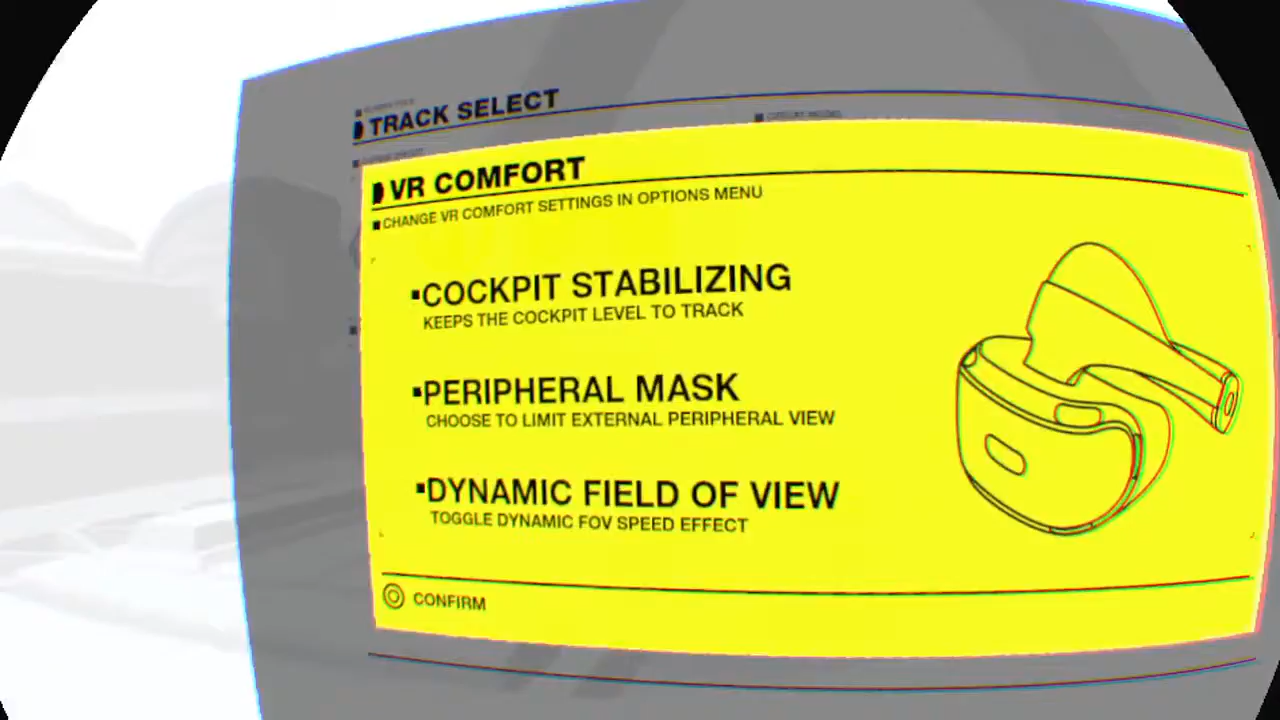 TRACK SELECT
VR COMFORT
CHANGE VR COMFORT SETTINGS IN OPTIONS MENU
COCKPIT STABILIZING
KEEPS THE COCKPIT LEVEL TO TRACK
PERIPHERAL MASK
CHOOSE TO LIMIT EXTERNAL PERIPHERAL VIEW
DYNAMIC FIELD OF VIEW
TOGGLE DYNAMIC FOV SPEED EFFECT
CONFIRM